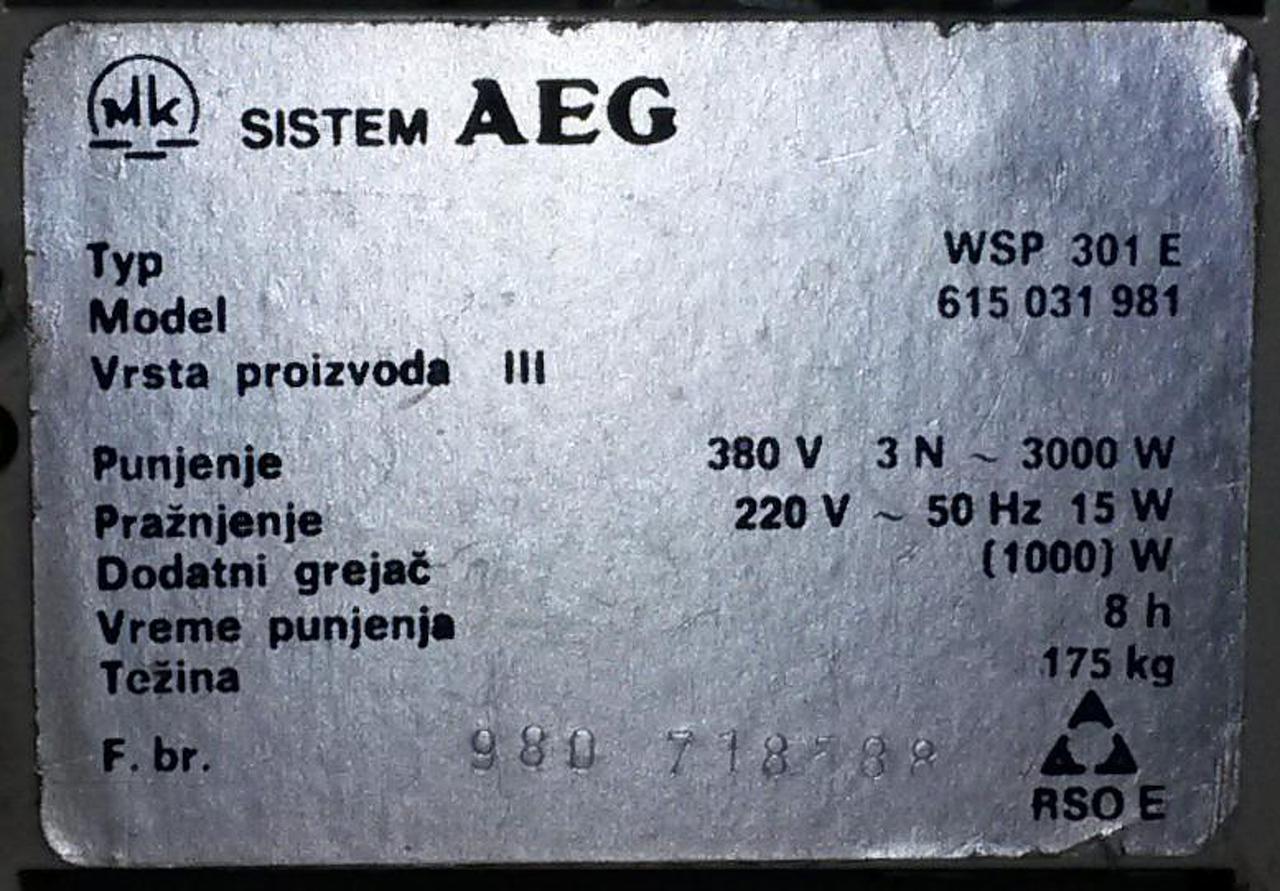 Mk SISTEM AEG
Typ WSP 301 E
Model 615 031 981
Vrsta proizvoda III
Punjenje 380 V 3 N ~ 3000 W
Pražnjenje 220 V ~ 50 Hz 15 W
Dodatni grejač (1000) W
Vreme punjenja 8 h
Težina 175 kg
F. br. 980
RSO E